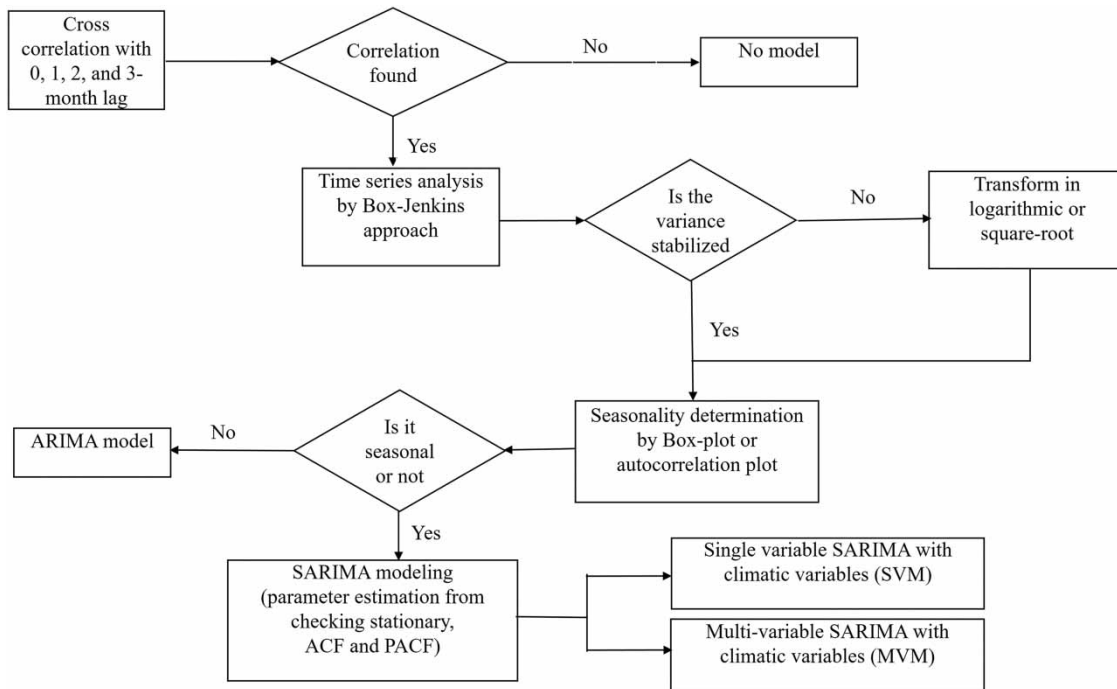 Cross
correlation with
0, 1, 2, and 3-
month lag
Correlation
found
No
No model
Yes
Time series analysis
by Box-Jenkins
approach
Is the
variance
stabilized
No
Transform in
logarithmic or
square-root
Yes
Seasonality determination
by Box-plot or
autocorrelation plot
Is it
seasonal
or not
No
ARIMA model
Yes
SARIMA modeling
(parameter estimation from
checking stationary,
ACF and PACF)
Single variable SARIMA with
climatic variables (SVM)
Multi-variable SARIMA with
climatic variables (MVM)